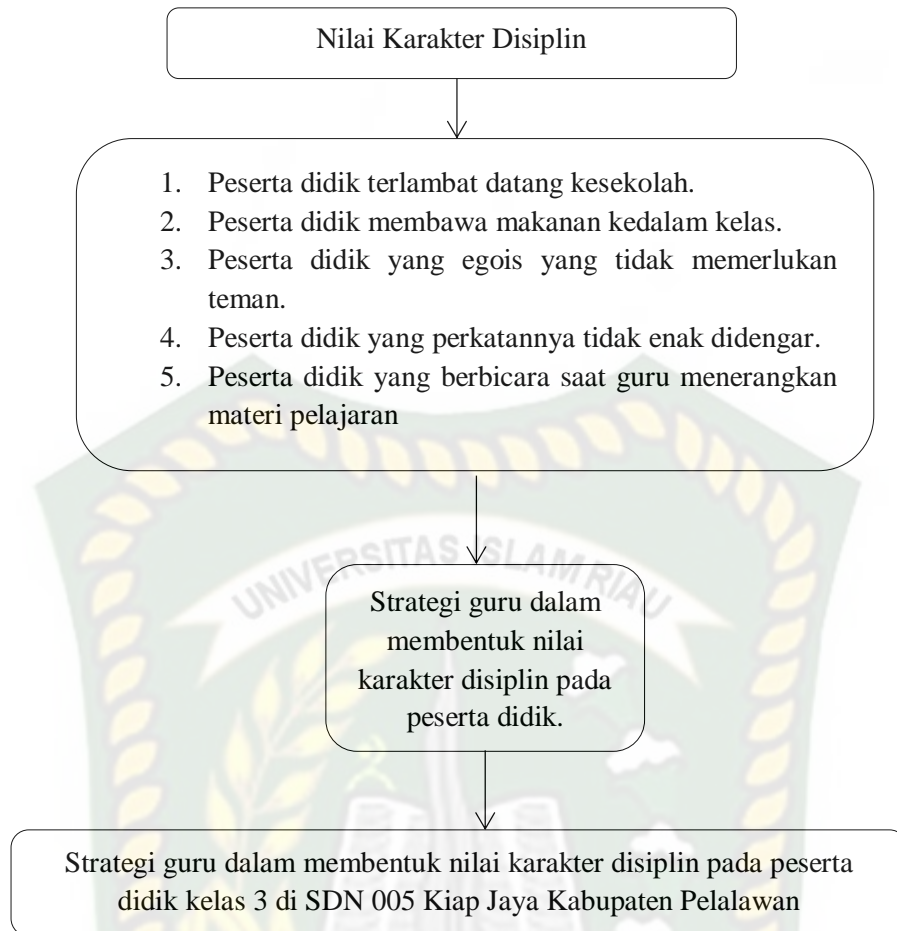 Nilai Karakter Disiplin
1. Peserta didik terlambat datang kesekolah.
2. Peserta didik membawa makanan kedalam kelas.
3. Peserta didik yang egois yang tidak memerlukan
teman.
4. Peserta didik yang perkatannya tidak enak didengar.
5. Peserta didik yang berbicara saat guru menerangkan
materi pelajaran
UNIVERSITAS ISLAM RIAU
Strategi guru dalam
membentuk nilai
karakter disiplin pada
peserta didik.
Strategi guru dalam membentuk nilai karakter disiplin pada peserta
didik kelas 3 di SDN 005 Kiap Jaya Kabupaten Pelalawan